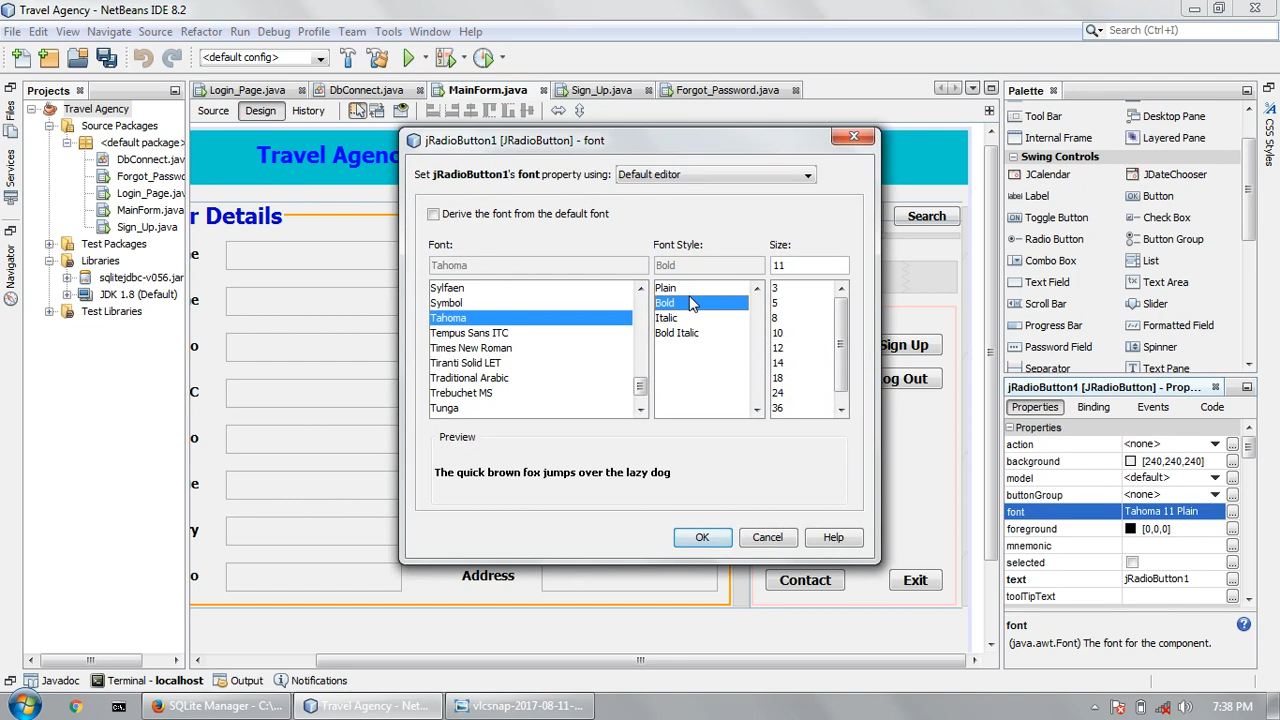 Travel Agency - NetBeans IDE 8.2
File Edit View Navigate Source Refactor Run Debug Profile Team Tools Window Help
Search (Ctrl+I)
<default config>
Projects
Login_Page.java
DbConnect.java
MainForm.java
Sign_Up.java
Forgot_Password.java
Palette
Files
Services
Navigator
CSS Styles
Travel Agency
Source Packages
<default package>
DbConnect.jav
Forgot_Passw
Login_Page.ja
MainForm.java
Sign_Up.java
Test Packages
Libraries
sqlitejdbc-v056.jar
JDK 1.8 (Default)
Test Libraries
Source Design History
Travel Agenc
r Details
Search
Sign Up
og Out
Address
Contact
Exit
jRadioButton1 [JRadioButton] - font
Set jRadioButton1's font property using: Default editor
Derive the font from the default font
Font: Font Style: Size:
Tahoma Bold 11
Sylfaen
Symbol
Tahoma
Tempus Sans ITC
Times New Roman
Tiranti Solid LET
Traditional Arabic
Trebuchet MS
Tunga
Plain
Bold
Italic
Bold Italic
3
5
8
10
12
14
18
24
36
Preview
The quick brown fox jumps over the lazy dog
OK Cancel Help
Tool Bar Desktop Pane
Internal Frame Layered Pane
Swing Controls
JCalendar JDateChooser
Label Button
Toggle Button Check Box
Radio Button Button Group
Combo Box List
Text Field Text Area
Scroll Bar Slider
Progress Bar Formatted Field
Password Field Spinner
Separator Text Pane
jRadioButton1 [JRadioButton] - Prop...
Properties Binding Events Code
Properties
action <none>
background [240,240,240]
model <default>
buttonGroup <none>
font Tahoma 11 Plain
foreground [0,0,0]
mnemonic
selected
text jRadioButton1
toolTipText
font
(java.awt.Font) The font for the component.
Javadoc Terminal - localhost Output Notifications
SQLite Manager - C:\...
Travel Agency - Net...
vlcsnap-2017-08-11-...
7:38 PM